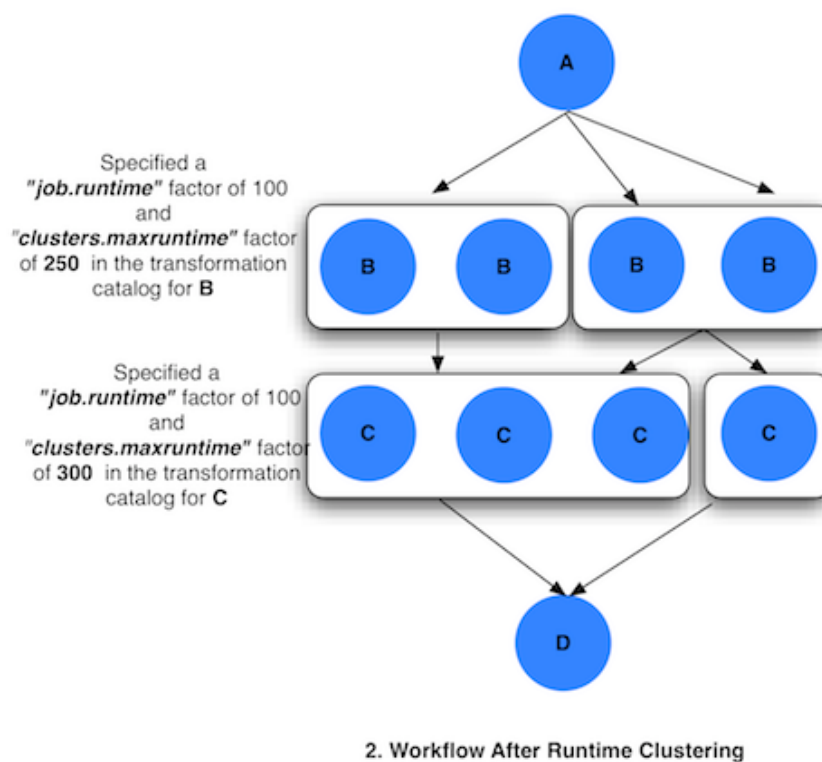 A
Specified a
"job.runtime" factor of 100
and
"clusters.maxruntime" factor
of 250 in the transformation
catalog for B
B B B B
Specified a
"job.runtime" factor of 100
and
"clusters.maxruntime" factor
of 300 in the transformation
catalog for C
C C C C
D
2. Workflow After Runtime Clustering